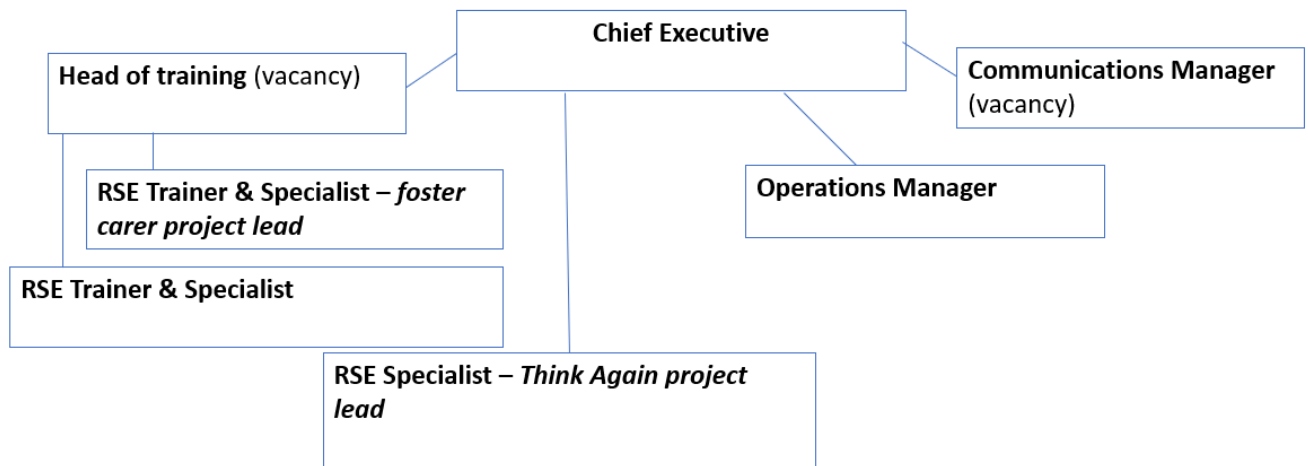 Chief Executive
Head of training (vacancy)
Communications Manager
(vacancy)
RSE Trainer & Specialist – foster
carer project lead
Operations Manager
RSE Trainer & Specialist
RSE Specialist – Think Again project
lead